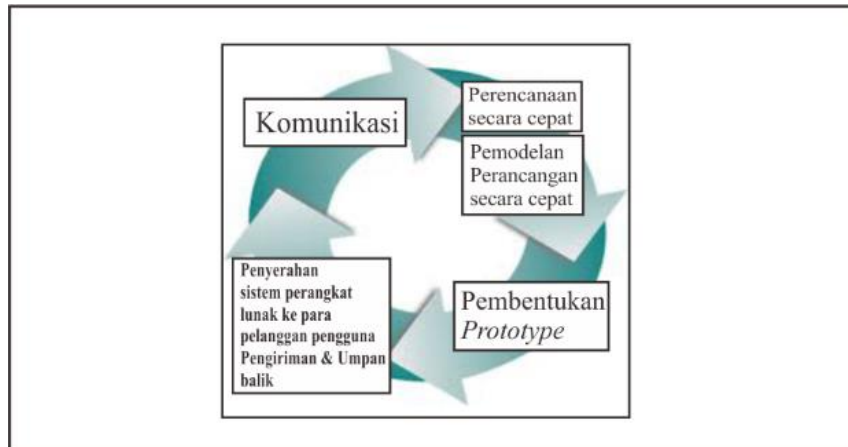 Komunikasi
Perencanaan
secara cepat
Pemodelan
Perancangan
secara cepat
Pembentukan
Prototype
Penyerahan
sistem perangkat
lunak ke para
pelanggan pengguna
Pengiriman & Umpan
balik